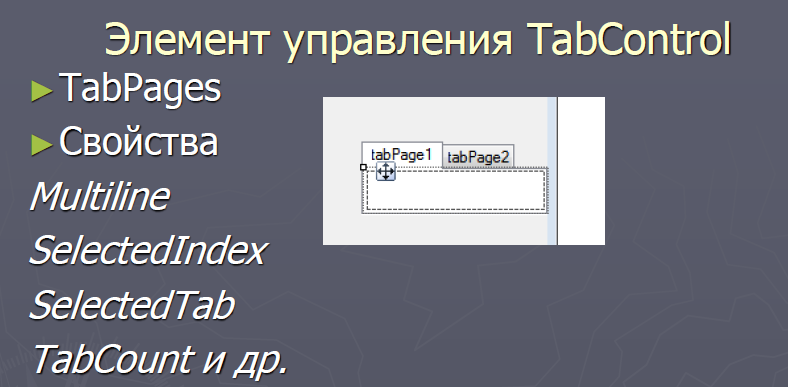 Элемент управления TabControl
TabPages
Свойства
Multiline
SelectedIndex
SelectedTab
TabCount и др.
tabPage1 tabPage2